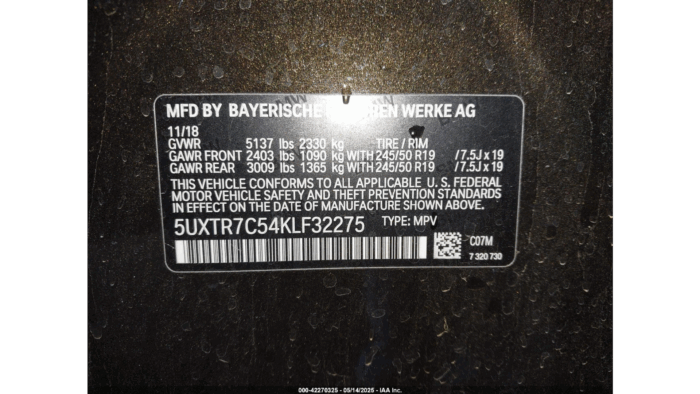 MFD BY BAYERISCHE REN WERKE AG
11/18
GVWR 5137 lbs 2330 kg TIRE / RIM
GAWR FRONT 2403 lbs 1090 kg WITH 245/50 R19 / 7.5J x 19
GAWR REAR 3009 lbs 1365 kg WITH 245/50 R19 / 7.5J x 19
THIS VEHICLE CONFORMS TO ALL APPLICABLE U. S. FEDERAL
MOTOR VEHICLE SAFETY AND THEFT PREVENTION STANDARDS
IN EFFECT ON THE DATE OF MANUFACTURE SHOWN ABOVE.
5UXTR7C54KLF32275 TYPE: MPV
C07M
7 320 730
000-42270325 - 05/14/2025 - IAA Inc.